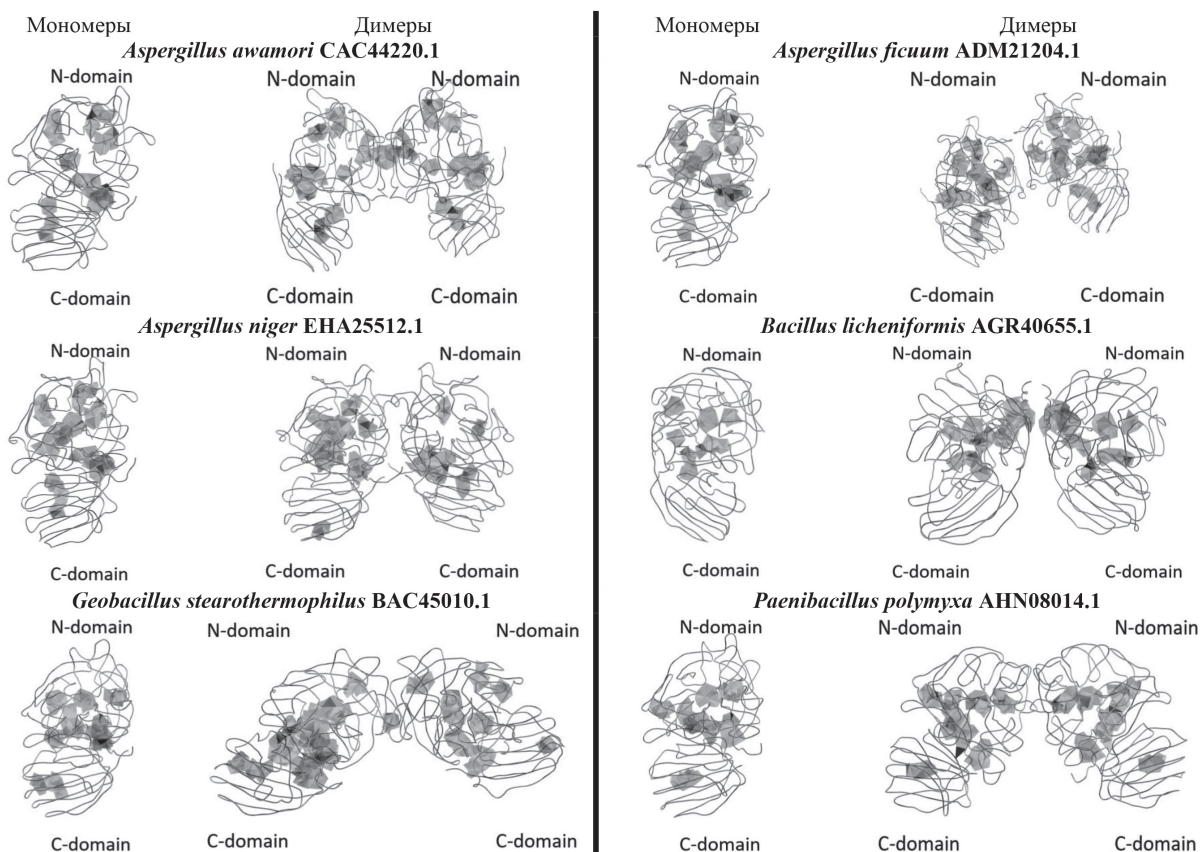 Мономеры Димеры
Aspergillus awamori CAC44220.1
N-domain N-domain N-domain
C-domain C-domain C-domain
Aspergillus niger EHA25512.1
N-domain N-domain N-domain
C-domain C-domain C-domain
Geobacillus stearothermophilus BAC45010.1
N-domain N-domain N-domain
C-domain C-domain C-domain
Мономеры Димеры
Aspergillus ficuum ADM21204.1
N-domain N-domain N-domain
C-domain C-domain C-domain
Bacillus licheniformis AGR40655.1
N-domain N-domain N-domain
C-domain C-domain C-domain
Paenibacillus polymyxa AHN08014.1
N-domain N-domain N-domain
C-domain C-domain C-domain